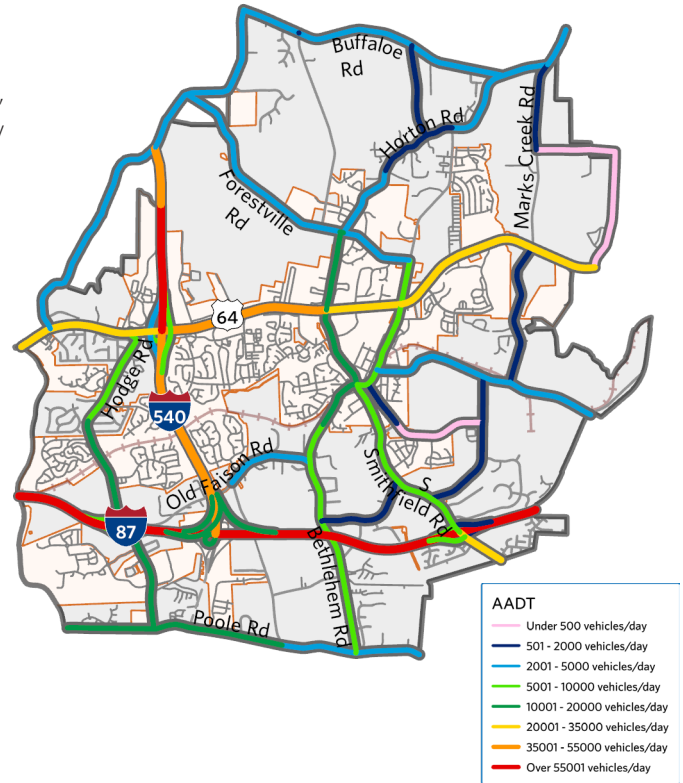 Buffaloe
Rd
Horton Rd
Marks Creek Rd
Forestville
Rd
64
Hodge Rd
540
Old Faison Rd
S
Smithfield Rd
87
Bethlehem Rd
Poole Rd
AADT
Under 500 vehicles/day
501 - 2000 vehicles/day
2001 - 5000 vehicles/day
5001 - 10000 vehicles/day
10001 - 20000 vehicles/day
20001 - 35000 vehicles/day
35001 - 55000 vehicles/day
Over 55001 vehicles/day